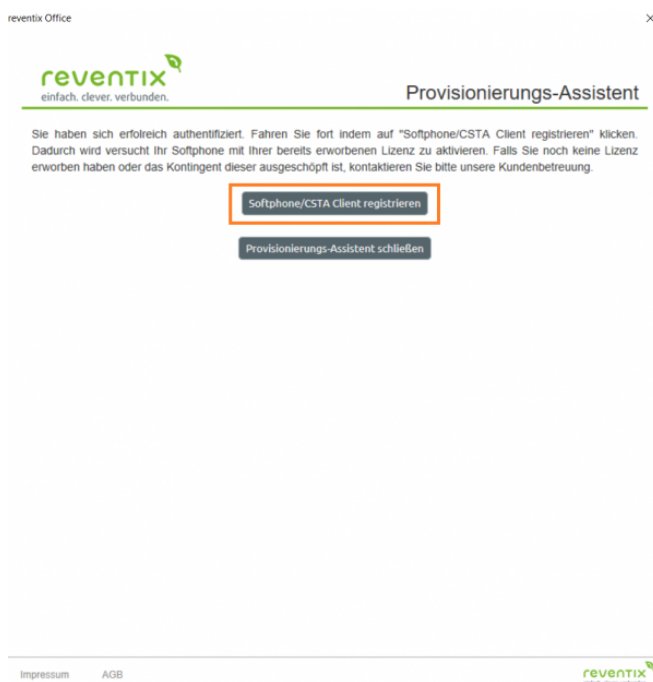 reventix Office
reventix
einfach. clever. verbunden.
Provisionierungs-Assistent
Sie haben sich erfolreich authentifiziert. Fahren Sie fort indem auf "Softphone/CSTA Client registrieren" klicken.
Dadurch wird versucht Ihr Softphone mit Ihrer bereits erworbenen Lizenz zu aktivieren. Falls Sie noch keine Lizenz
erworben haben oder das Kontingent dieser ausgeschöpft ist, kontaktieren Sie bitte unsere Kundenbetreuung.
Softphone/CSTA Client registrieren
Provisionierungs-Assistent schließen
Impressum AGB
reventix